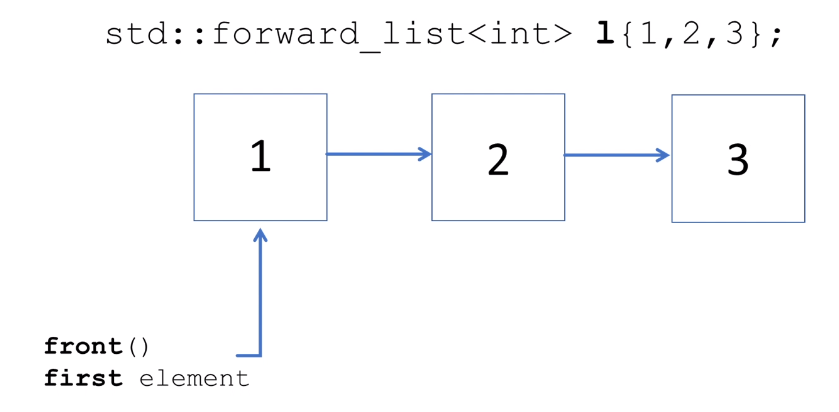 std::forward_list<int> l{1,2,3};
1
2
3
front()
first element